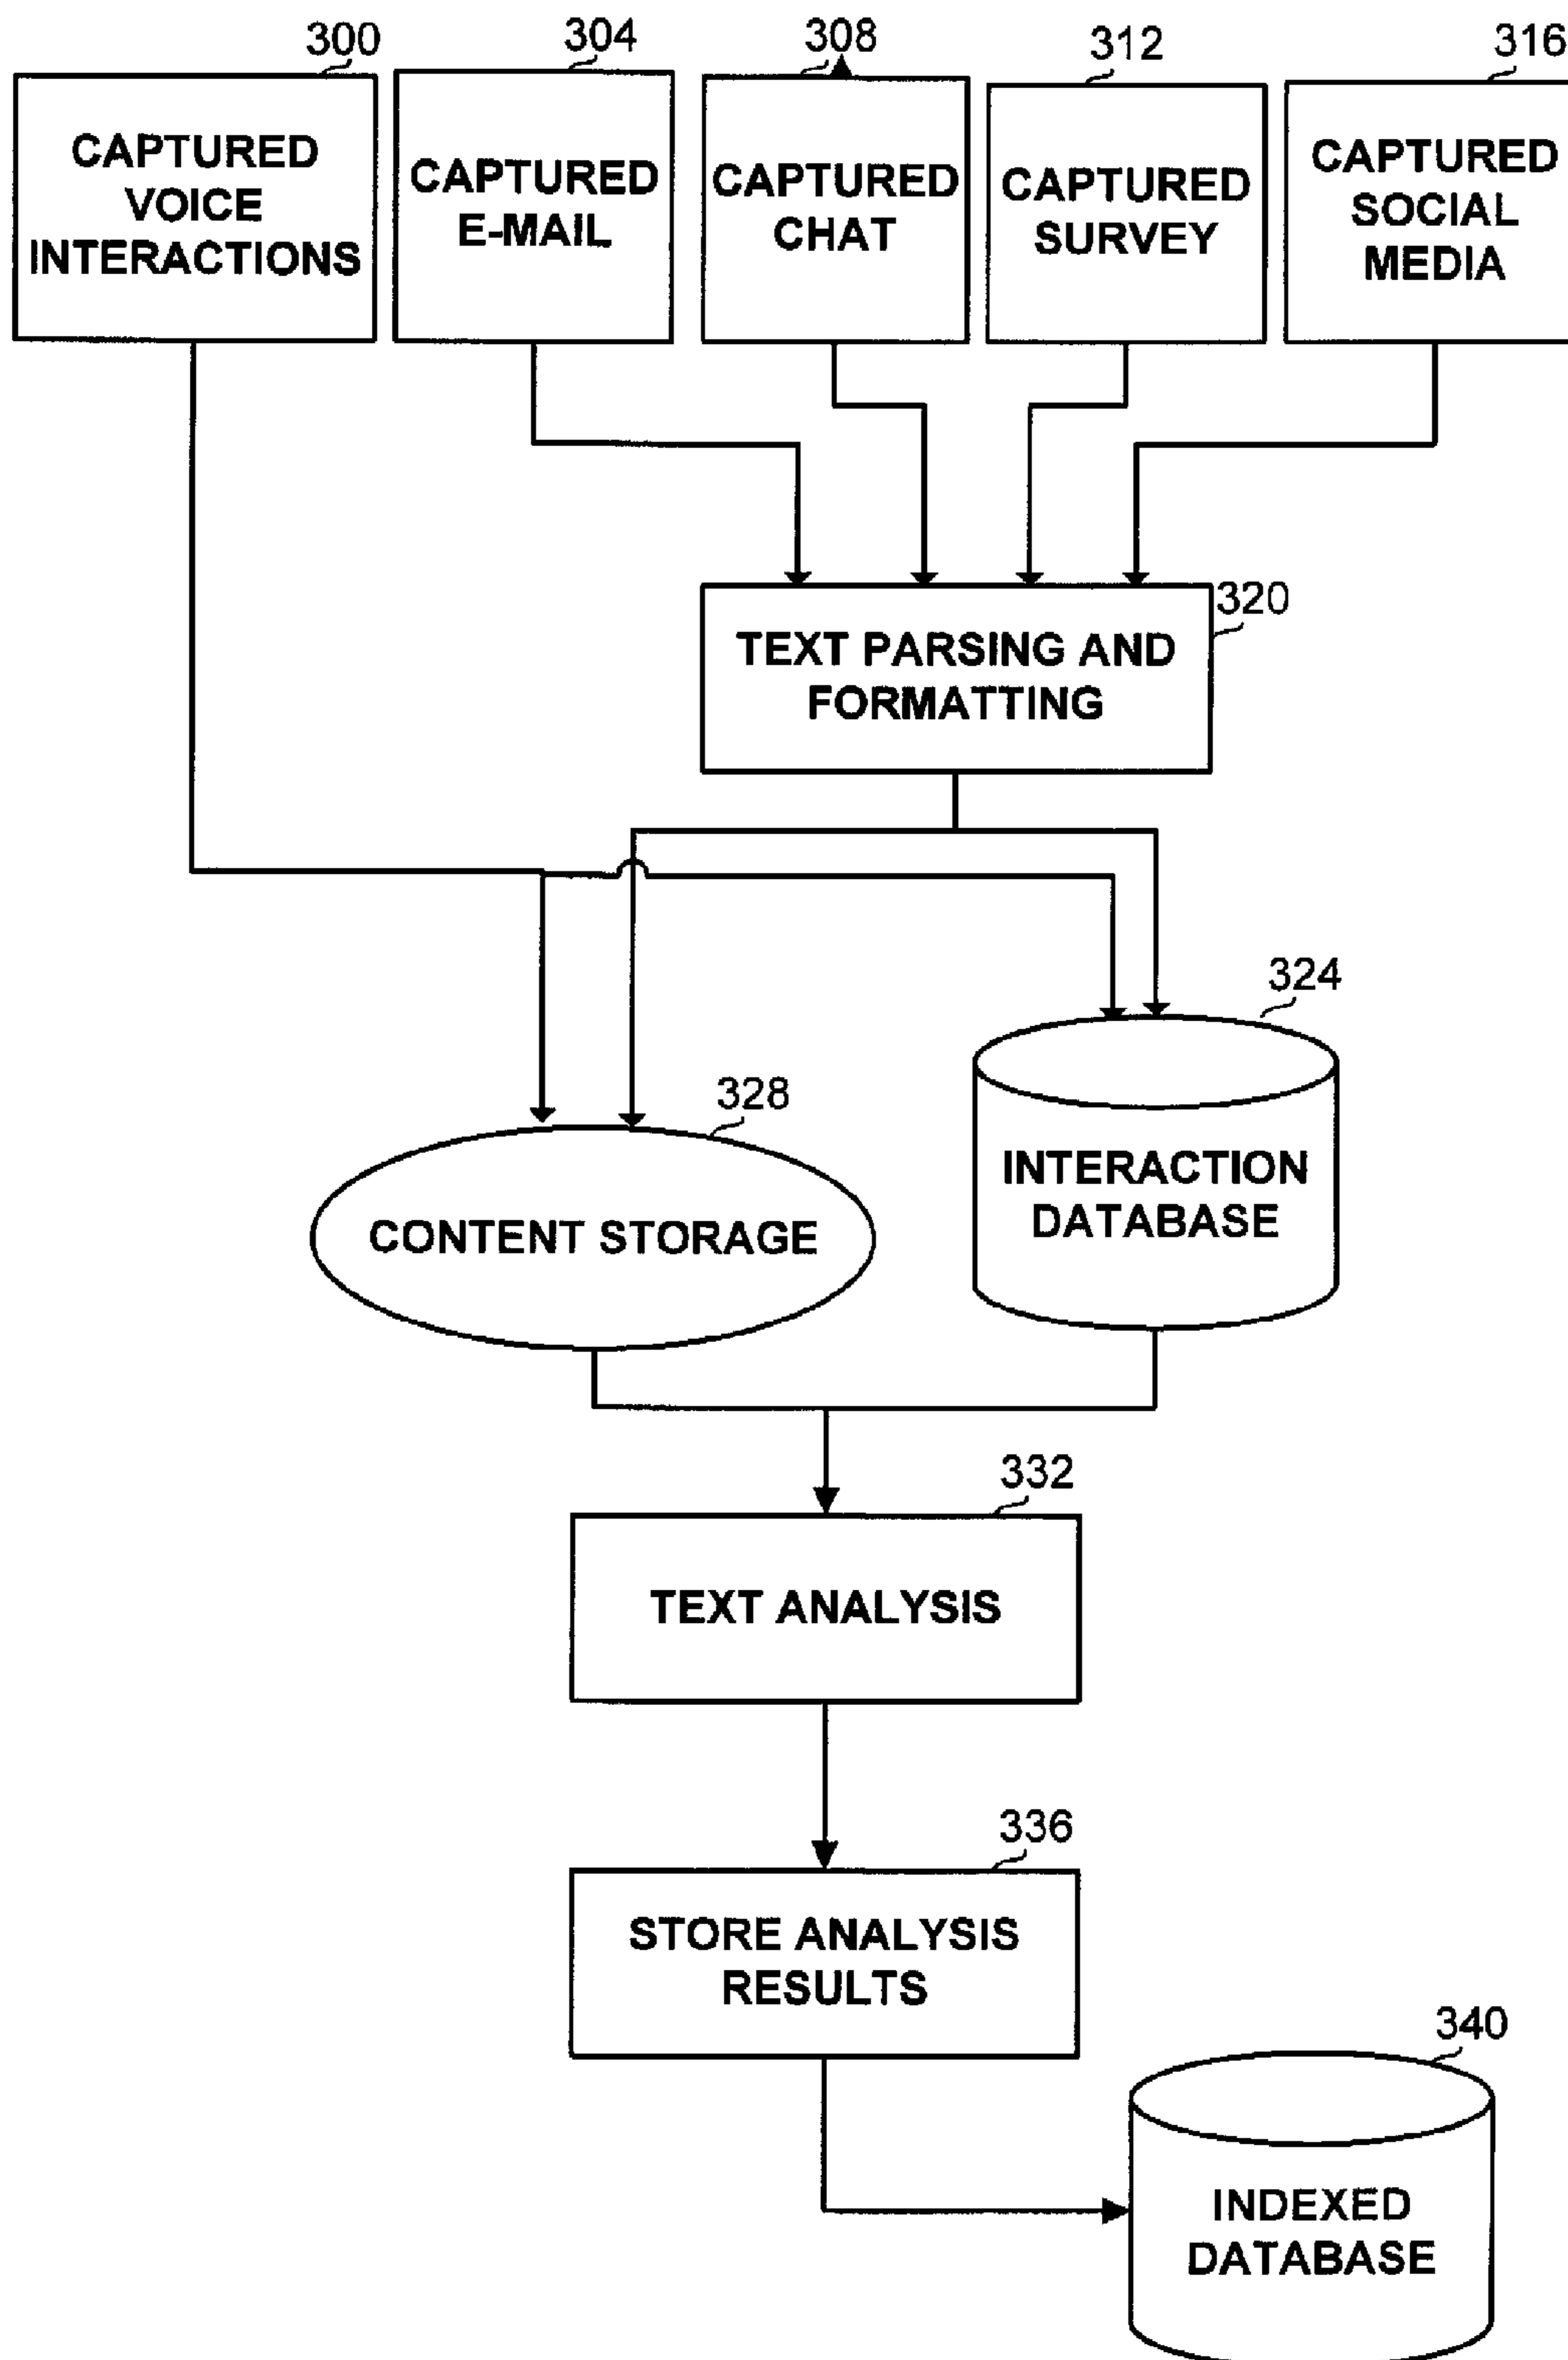 300
304
308
312
316
CAPTURED
VOICE
INTERACTIONS
CAPTURED
E-MAIL
CAPTURED
CHAT
CAPTURED
SURVEY
CAPTURED
SOCIAL
MEDIA
320
TEXT PARSING AND
FORMATTING
324
328
INTERACTION
DATABASE
CONTENT STORAGE
332
TEXT ANALYSIS
336
STORE ANALYSIS
RESULTS
340
INDEXED
DATABASE